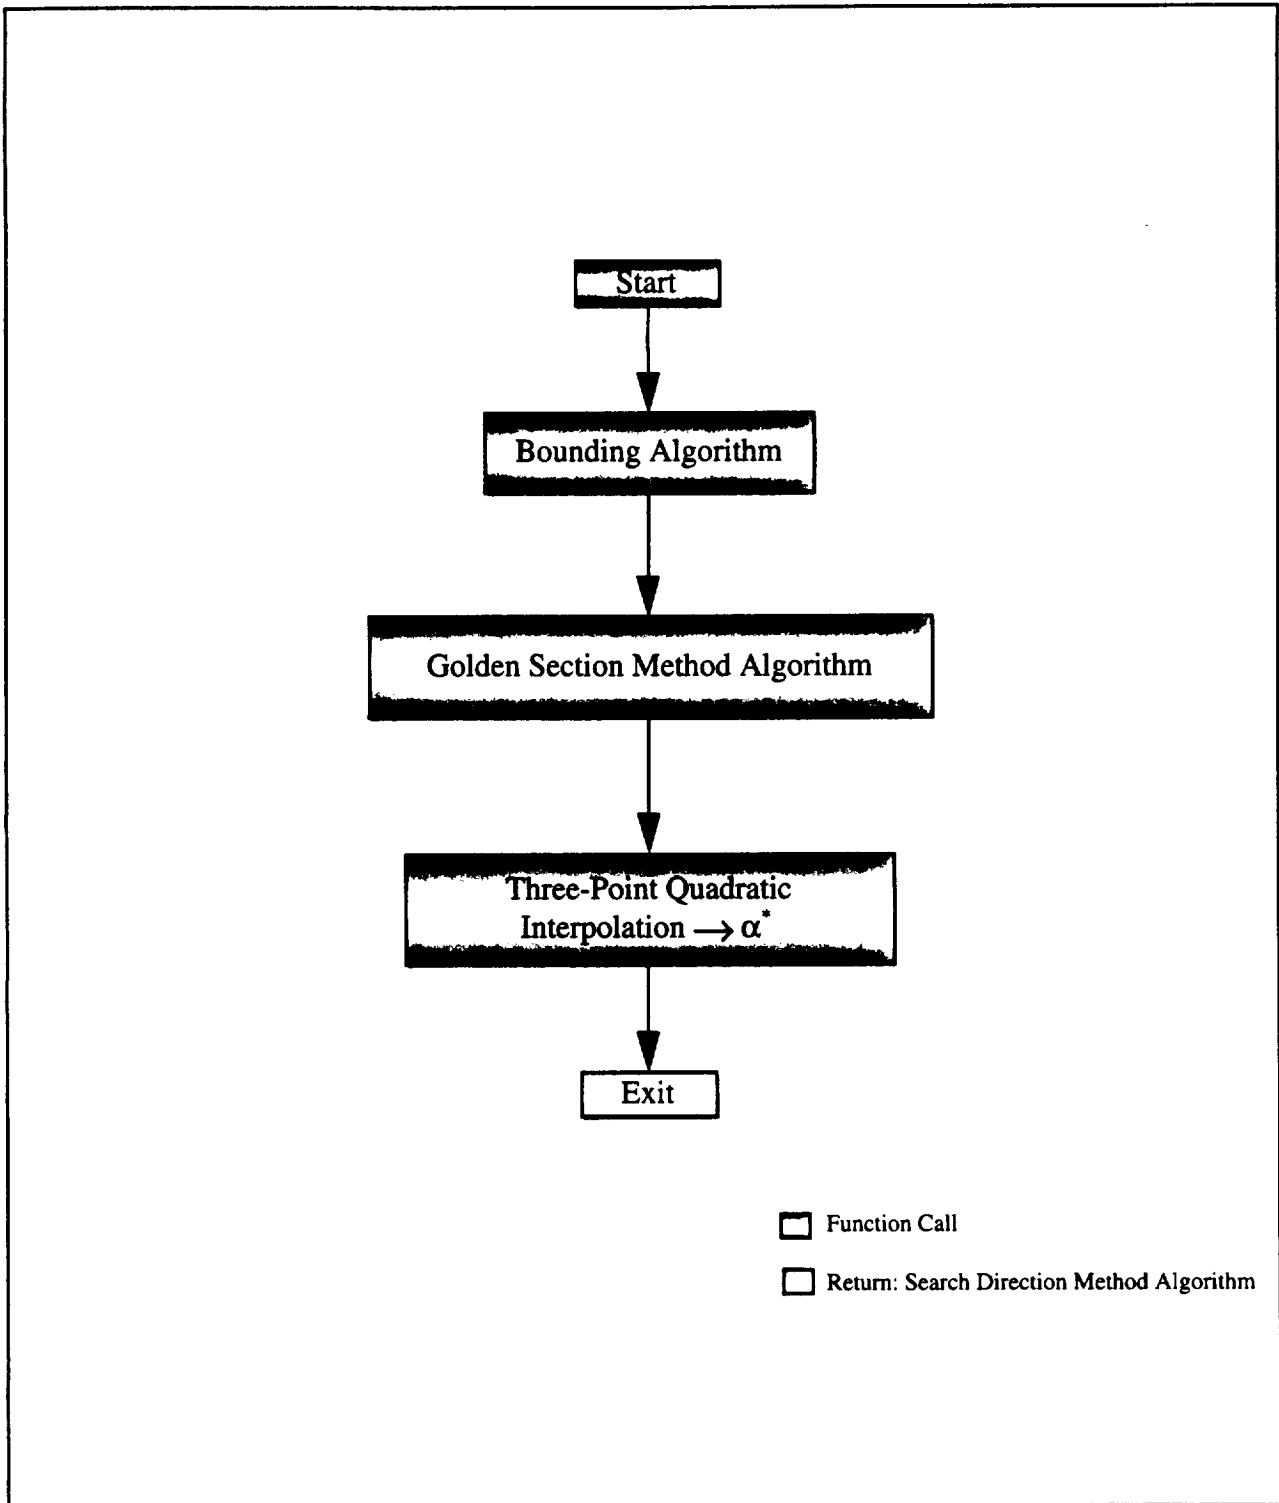 Start
Bounding Algorithm
Golden Section Method Algorithm
Three-Point Quadratic
Interpolation → α*
Exit
Function Call
Return: Search Direction Method Algorithm